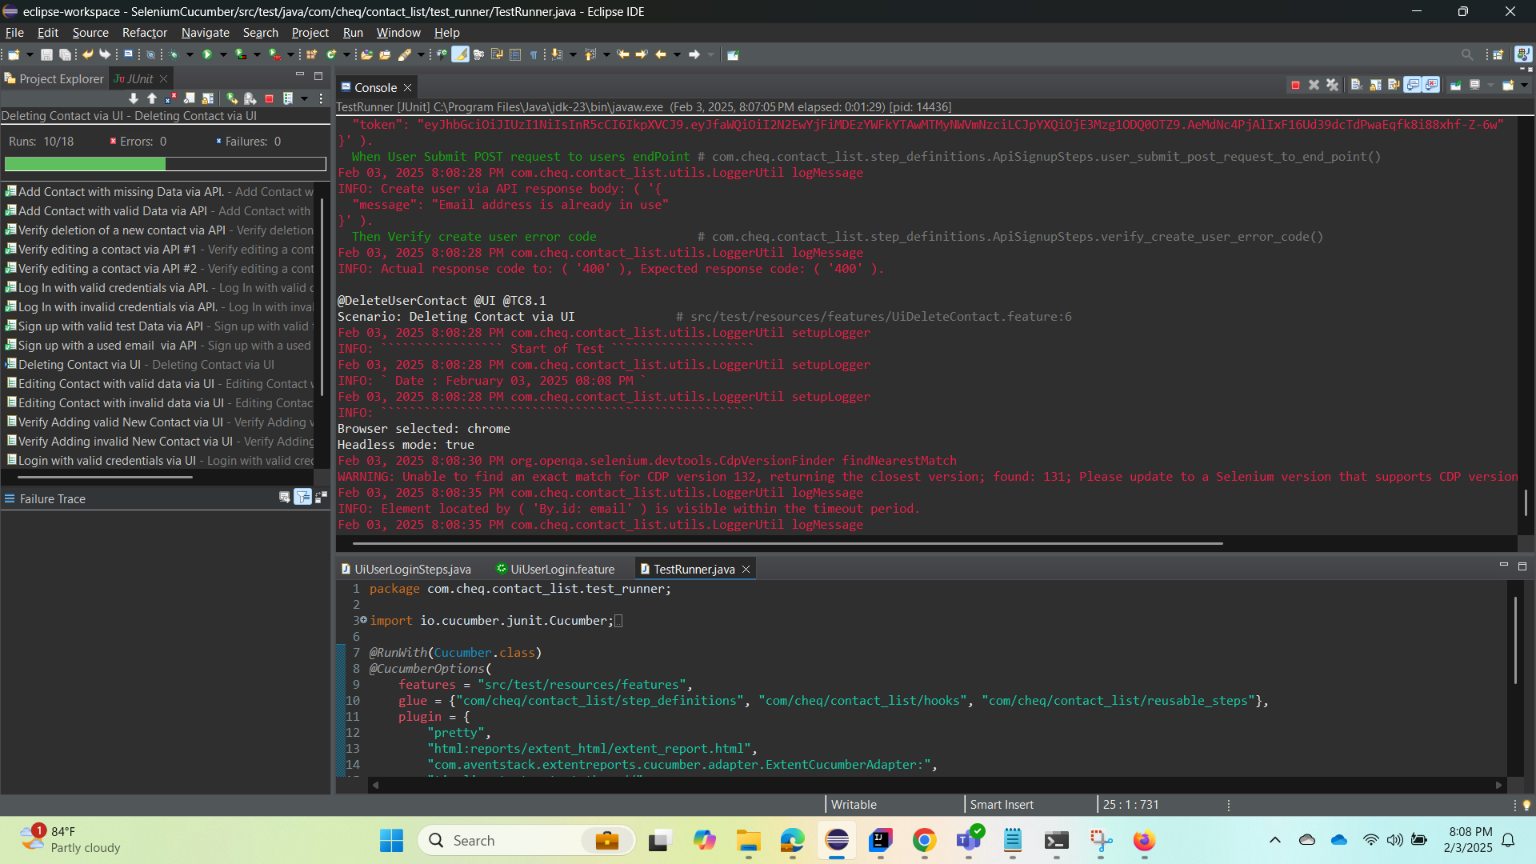 eclipse-workspace - SeleniumCucumber/src/test/java/com/cheq/contact_list/test_runner/TestRunner.java - Eclipse IDE
File Edit Source Refactor Navigate Search Project Run Window Help
Project Explorer JUnit
Deleting Contact via UI - Deleting Contact via UI
Runs: 10/18 Errors: 0 Failures: 0
Add Contact with missing Data via API. - Add Contact w
Add Contact with valid Data via API - Add Contact with
Verify deletion of a new contact via API - Verify deletion
Verify editing a contact via API #1 - Verify editing a cont
Verify editing a contact via API #2 - Verify editing a cont
Log In with valid credentials via API. - Log In with valid c
Log In with invalid credentials via API. - Log In with inva
Sign up with valid test Data via API - Sign up with valid
Sign up with a used email via API - Sign up with a used
Deleting Contact via UI - Deleting Contact via UI
Editing Contact with valid data via UI - Editing Contact
Editing Contact with invalid data via UI - Editing Contac
Verify Adding valid New Contact via UI - Verify Adding v
Verify Adding invalid New Contact via UI - Verify Adding
Login with valid credentials via UI - Login with valid cre
Failure Trace
Console
TestRunner [JUnit] C:\Program Files\Java\jdk-23\bin\javaw.exe (Feb 3, 2025, 8:07:05 PM elapsed: 0:01:29) [pid: 14436]
}' ).
When User Submit POST request to users endPoint # com.cheq.contact_list.step_definitions.ApiSignupSteps.user_submit_post_request_to_end_point()
Feb 03, 2025 8:08:28 PM com.cheq.contact_list.utils.LoggerUtil logMessage
INFO: Create user via API response body: ( '{
"message": "Email address is already in use"
}' ).
Then Verify create user error code # com.cheq.contact_list.step_definitions.ApiSignupSteps.verify_create_user_error_code()
Feb 03, 2025 8:08:28 PM com.cheq.contact_list.utils.LoggerUtil logMessage
INFO: Actual response code to: ( '400' ), Expected response code: ( '400' ).
@DeleteUserContact @UI @TC8.1
Scenario: Deleting Contact via UI # src/test/resources/features/UiDeleteContact.feature:6
Feb 03, 2025 8:08:28 PM com.cheq.contact_list.utils.LoggerUtil setupLogger
INFO: ```````````````` Start of Test ```````````````````
Feb 03, 2025 8:08:28 PM com.cheq.contact_list.utils.LoggerUtil setupLogger
INFO: ` Date : February 03, 2025 08:08 PM `
Feb 03, 2025 8:08:28 PM com.cheq.contact_list.utils.LoggerUtil setupLogger
INFO: `````````````````````````````````````````````````
Browser selected: chrome
Headless mode: true
Feb 03, 2025 8:08:30 PM org.openqa.selenium.devtools.CdpVersionFinder findNearestMatch
WARNING: Unable to find an exact match for CDP version 132, returning the closest version; found: 131; Please update to a Selenium version that supports CDP version
Feb 03, 2025 8:08:35 PM com.cheq.contact_list.utils.LoggerUtil logMessage
INFO: Element located by ( 'By.id: email' ) is visible within the timeout period.
Feb 03, 2025 8:08:35 PM com.cheq.contact_list.utils.LoggerUtil logMessage
UiUserLoginSteps.java UiUserLogin.feature TestRunner.java
1 package com.cheq.contact_list.test_runner;
2
3 import io.cucumber.junit.Cucumber;
6
7 @RunWith(Cucumber.class)
8 @CucumberOptions(
9 features = "src/test/resources/features",
10 glue = {"com/cheq/contact_list/step_definitions", "com/cheq/contact_list/hooks", "com/cheq/contact_list/reusable_steps"},
11 plugin = {
12 "pretty",
13 "html:reports/extent_html/extent_report.html",
14 "com.aventstack.extentreports.cucumber.adapter.ExtentCucumberAdapter:",
Writable Smart Insert 25 : 1 : 731
1
84°F
Partly cloudy
Search
8:08 PM
2/3/2025